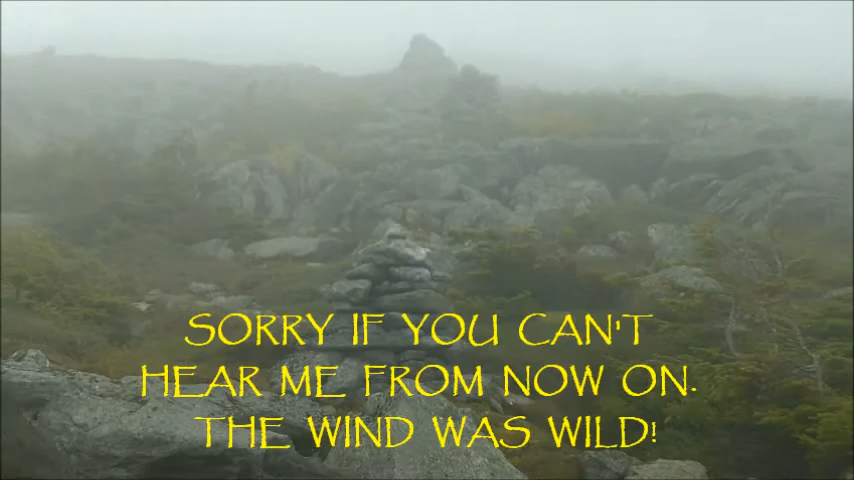 SORRY IF YOU CAN'T
HEAR ME FROM NOW ON.
THE WIND WAS WILD!